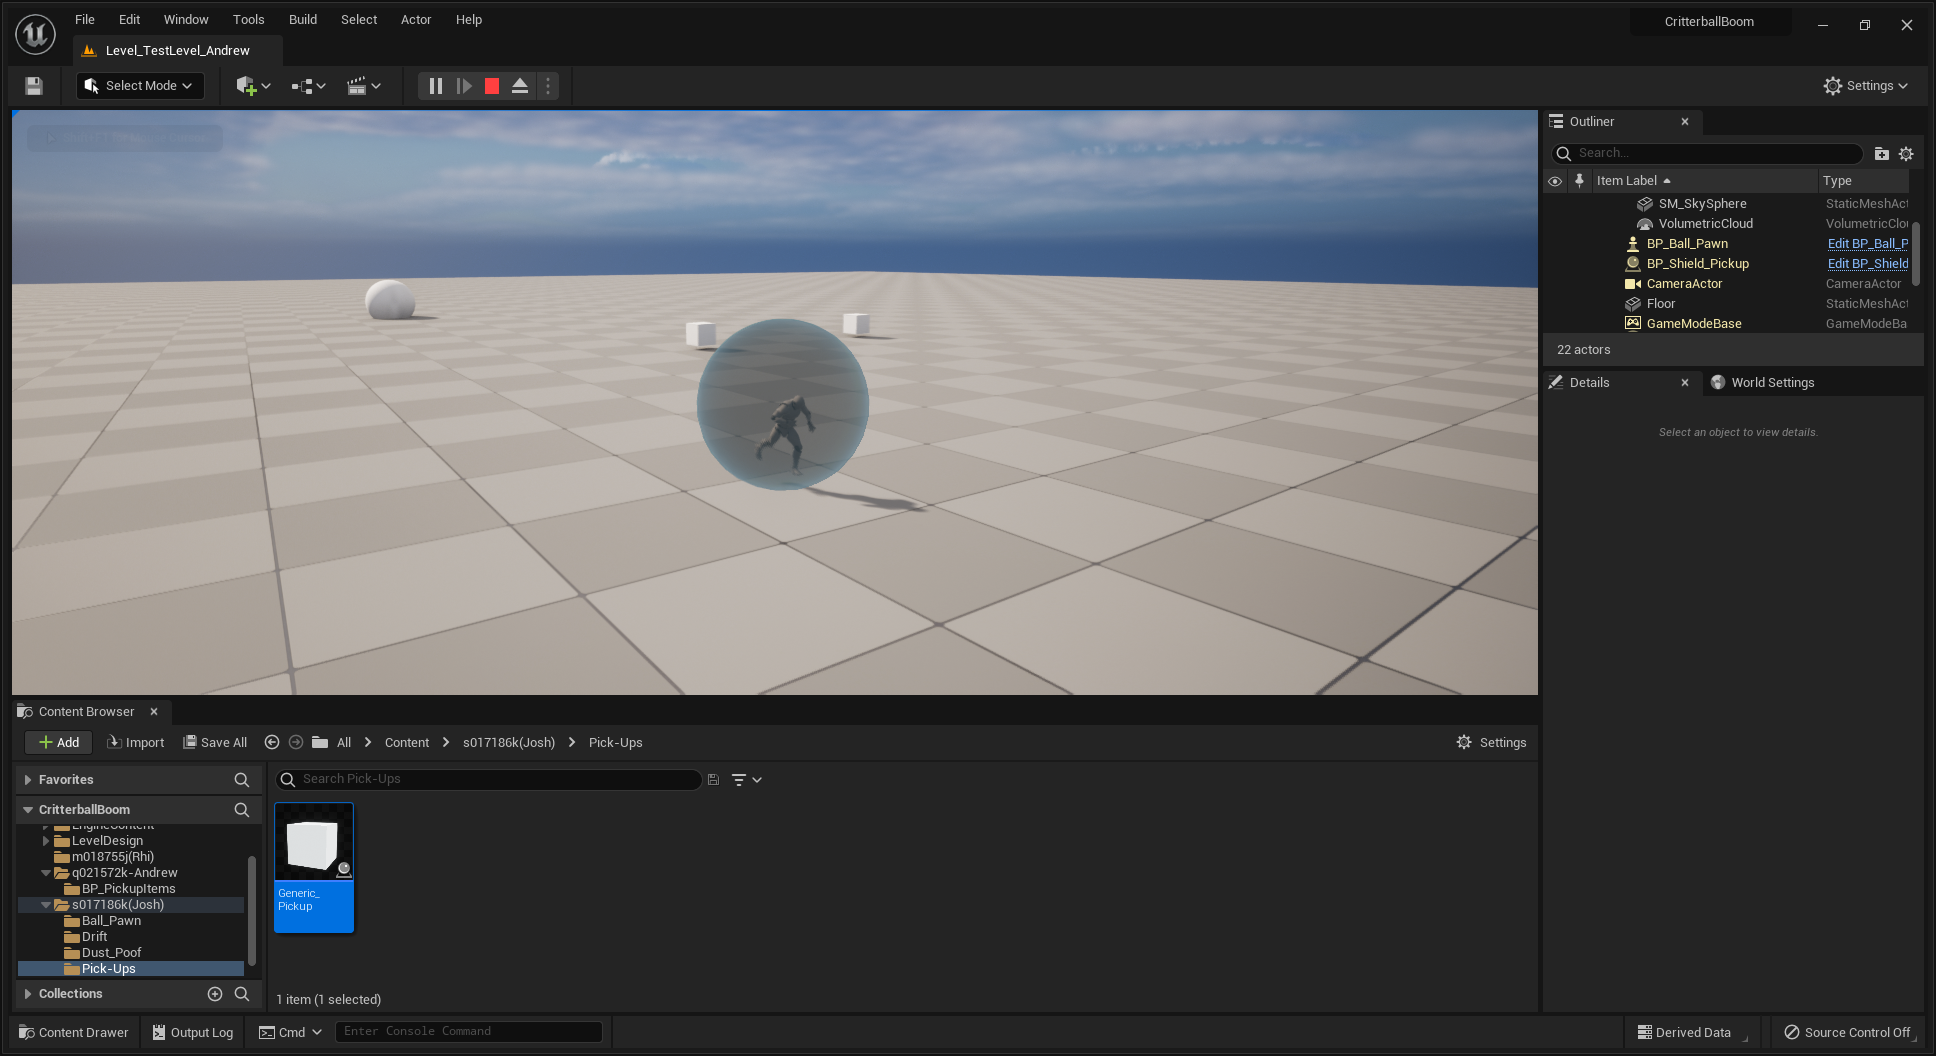 File Edit Window Tools Build Select Actor Help
CritterballBoom
Level_TestLevel_Andrew
Select Mode
Settings
Outliner
Search...
Item Label Type
SM_SkySphere StaticMeshAct
VolumetricCloud VolumetricClou
BP_Ball_Pawn Edit BP_Ball_P
BP_Shield_Pickup Edit BP_Shield
CameraActor CameraActor
Floor StaticMeshAct
GameModeBase GameModeBa
22 actors
Details World Settings
Select an object to view details.
Content Browser
Add Import Save All All Content s017186k(Josh) Pick-Ups Settings
Favorites
Search Pick-Ups
CritterballBoom
EngineContent
LevelDesign
m018755j(Rhi)
q021572k-Andrew
BP_PickupItems
s017186k(Josh)
Ball_Pawn
Drift
Dust_Poof
Pick-Ups
Generic_
Pickup
Collections
1 item (1 selected)
Content Drawer Output Log Cmd Enter Console Command Derived Data Source Control Off